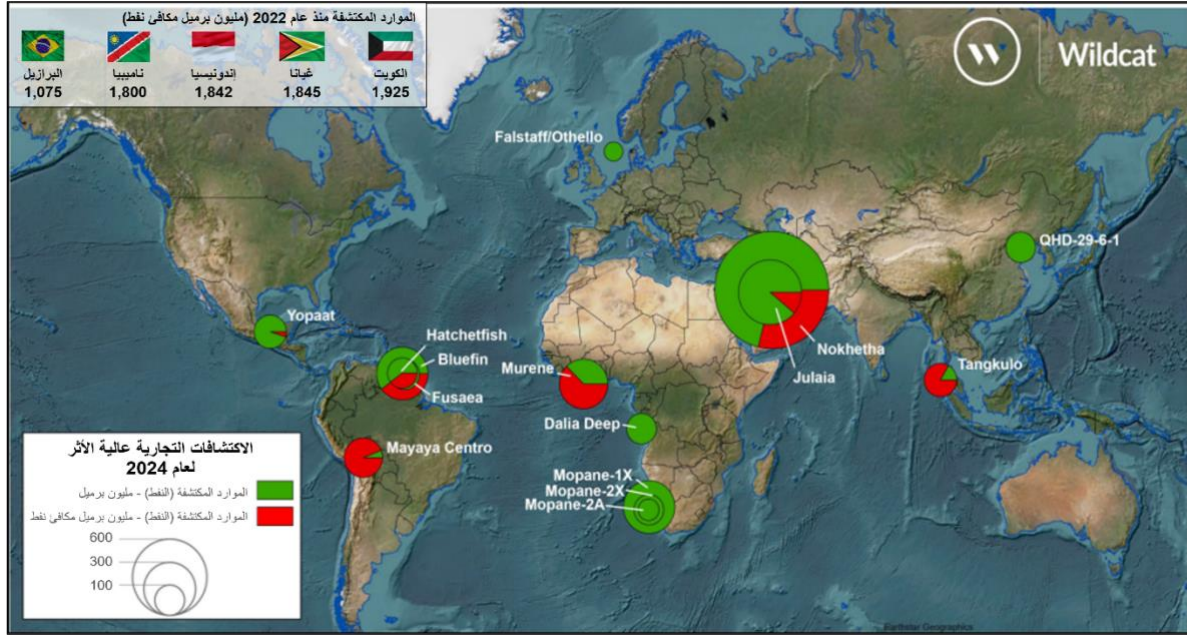 الموارد المكتشفة منذ عام 2022 (مليون برميل مكافئ نفط)
الكويت
1,925
غيانا
1,845
إندونيسيا
1,842
ناميبيا
1,800
البرازيل
1,075
Wildcat
Falstaff/Othello
QHD-29-6-1
Yopaat
Hatchetfish
Bluefin
Fusaea
Murene
Nokhetha
Julaia
Tangkulo
Dalia Deep
Mayaya Centro
Mopane-1X
Mopane-2X
Mopane-2A
الاكتشافات التجارية عالية الأثر
لعام 2024
الموارد المكتشفة (النفط) - مليون برميل
الموارد المكتشفة (النفط) - مليون برميل مكافئ نفط
600
300
100
Earthstar Geographics